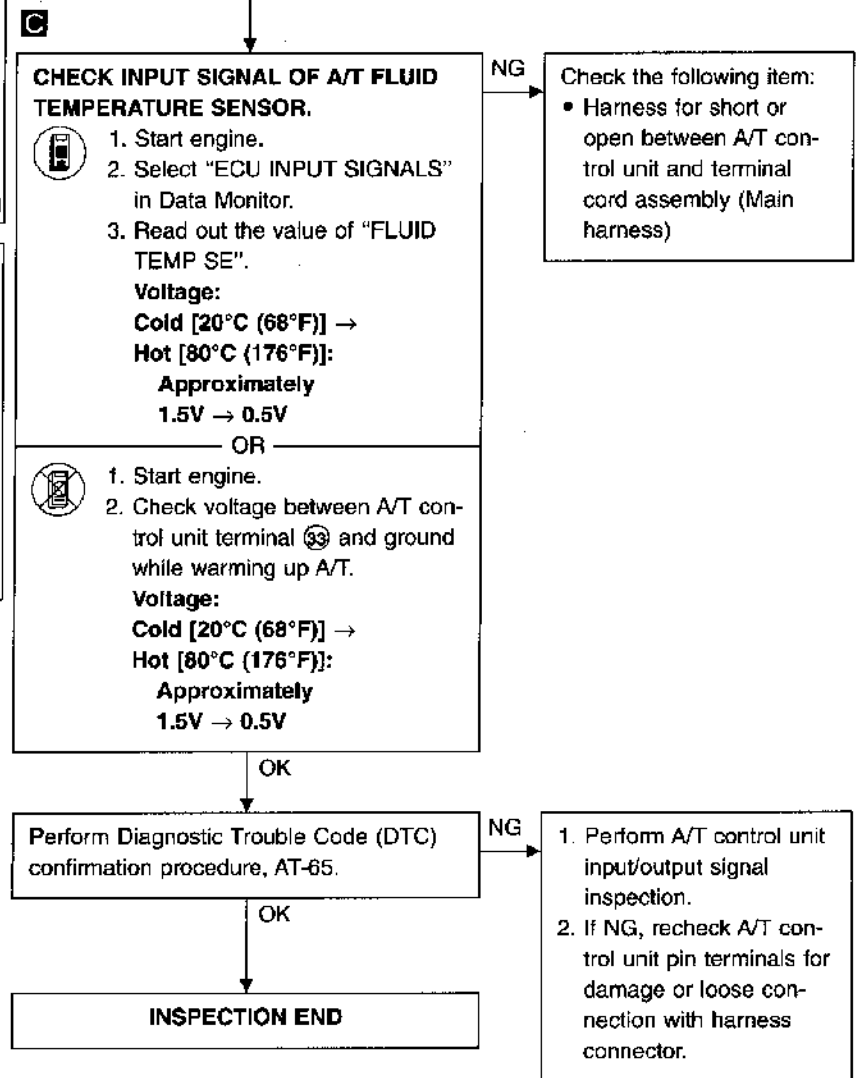 C
CHECK INPUT SIGNAL OF A/T FLUID
TEMPERATURE SENSOR.
1. Start engine.
2. Select “ECU INPUT SIGNALS”
in Data Monitor.
3. Read out the value of “FLUID
TEMP SE”.
Voltage:
Cold [20°C (68°F)] →
Hot [80°C (176°F)]:
Approximately
1.5V → 0.5V
OR
1. Start engine.
2. Check voltage between A/T con-
trol unit terminal 33 and ground
while warming up A/T.
Voltage:
Cold [20°C (68°F)] →
Hot [80°C (176°F)]:
Approximately
1.5V → 0.5V
NG
Check the following item:
• Harness for short or
open between A/T con-
trol unit and terminal
cord assembly (Main
harness)
OK
Perform Diagnostic Trouble Code (DTC)
confirmation procedure, AT-65.
NG
1. Perform A/T control unit
input/output signal
inspection.
2. If NG, recheck A/T con-
trol unit pin terminals for
damage or loose con-
nection with harness
connector.
OK
INSPECTION END